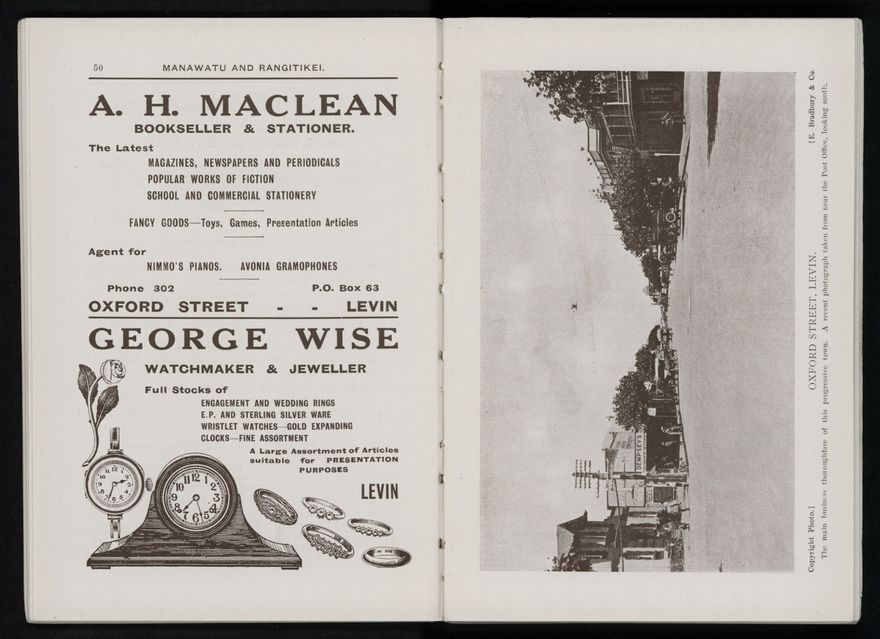 50
MANAWATU AND RANGITIKEI.
A. H. MACLEAN
BOOKSELLER & STATIONER.
The Latest
MAGAZINES, NEWSPAPERS AND PERIODICALS
POPULAR WORKS OF FICTION
SCHOOL AND COMMERCIAL STATIONERY
FANCY GOODS—Toys, Games, Presentation Articles
Agent for
NIMMO'S PIANOS. AVONIA GRAMOPHONES
Phone 302 P.O. Box 63
OXFORD STREET - - LEVIN
GEORGE WISE
WATCHMAKER & JEWELLER
Full Stocks of
ENGAGEMENT AND WEDDING RINGS
E.P. AND STERLING SILVER WARE
WRISTLET WATCHES—GOLD EXPANDING
CLOCKS—FINE ASSORTMENT
A Large Assortment of Articles
suitable for PRESENTATION
PURPOSES
LEVIN
DEMPSEYS
Copyright Photo.] [E. Bradbury & Co.
OXFORD STREET, LEVIN.
The main business thoroughfare of this progressive town. A recent photograph taken from near the Post Office, looking south.